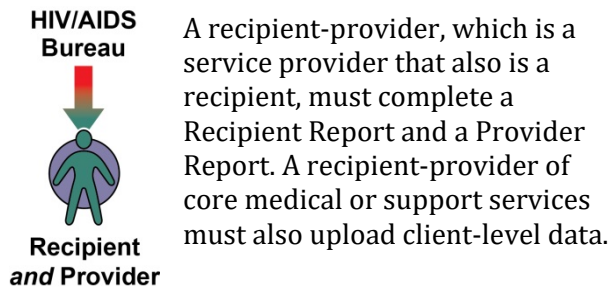 HIV/AIDS
Bureau
Recipient
and Provider
A recipient-provider, which is a
service provider that also is a
recipient, must complete a
Recipient Report and a Provider
Report. A recipient-provider of
core medical or support services
must also upload client-level data.